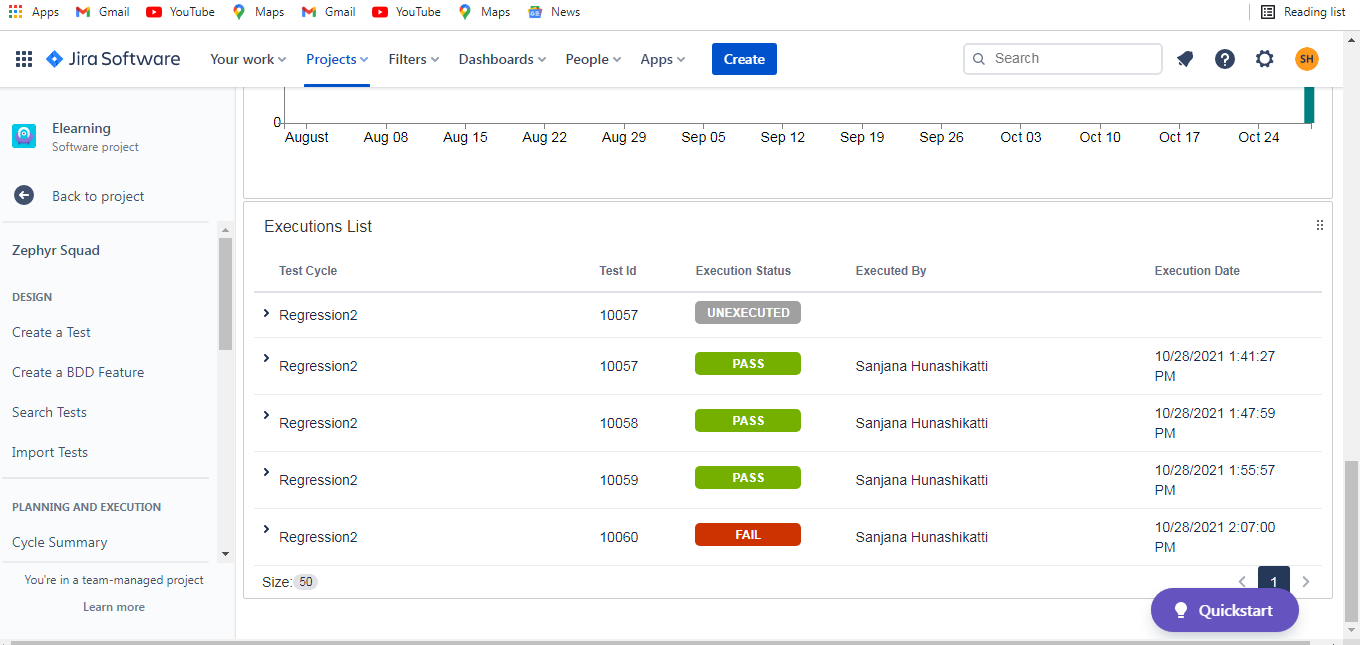 Apps Gmail YouTube Maps Gmail YouTube Maps News Reading list
Jira Software Your work Projects Filters Dashboards People Apps Create Search SH
Elearning
Software project
Back to project
Zephyr Squad
DESIGN
Create a Test
Create a BDD Feature
Search Tests
Import Tests
PLANNING AND EXECUTION
Cycle Summary
You're in a team-managed project
Learn more
0
August Aug 08 Aug 15 Aug 22 Aug 29 Sep 05 Sep 12 Sep 19 Sep 26 Oct 03 Oct 10 Oct 17 Oct 24
Executions List
Test Cycle Test Id Execution Status Executed By Execution Date
Regression2 10057 UNEXECUTED
Regression2 10057 PASS Sanjana Hunashikatti 10/28/2021 1:41:27
PM
Regression2 10058 PASS Sanjana Hunashikatti 10/28/2021 1:47:59
PM
Regression2 10059 PASS Sanjana Hunashikatti 10/28/2021 1:55:57
PM
Regression2 10060 FAIL Sanjana Hunashikatti 10/28/2021 2:07:00
PM
Size: 50 1
Quickstart